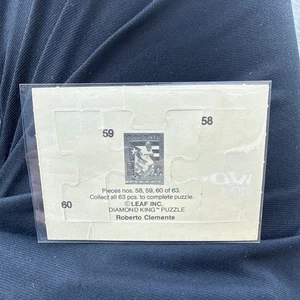 58
59
Pieces nos. 58, 59, 60 of 63.
Collect all 63 pcs. to complete puzzle.
© LEAF INC.
60
DIAMOND KING™ PUZZLE
Roberto Clemente